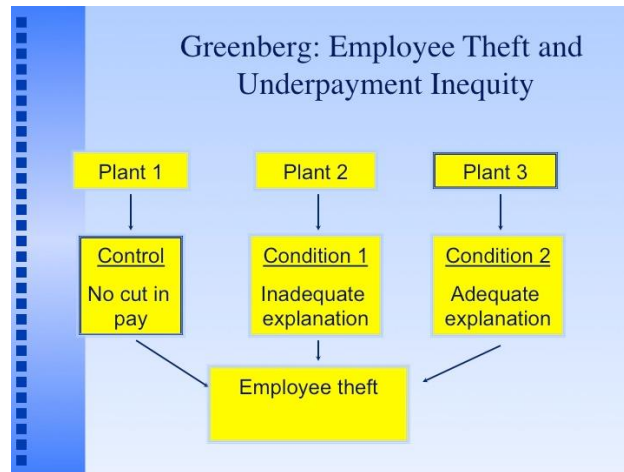 Greenberg: Employee Theft and
Underpayment Inequity
Plant 1
Plant 2
Plant 3
Control
No cut in
pay
Condition 1
Inadequate
explanation
Condition 2
Adequate
explanation
Employee theft